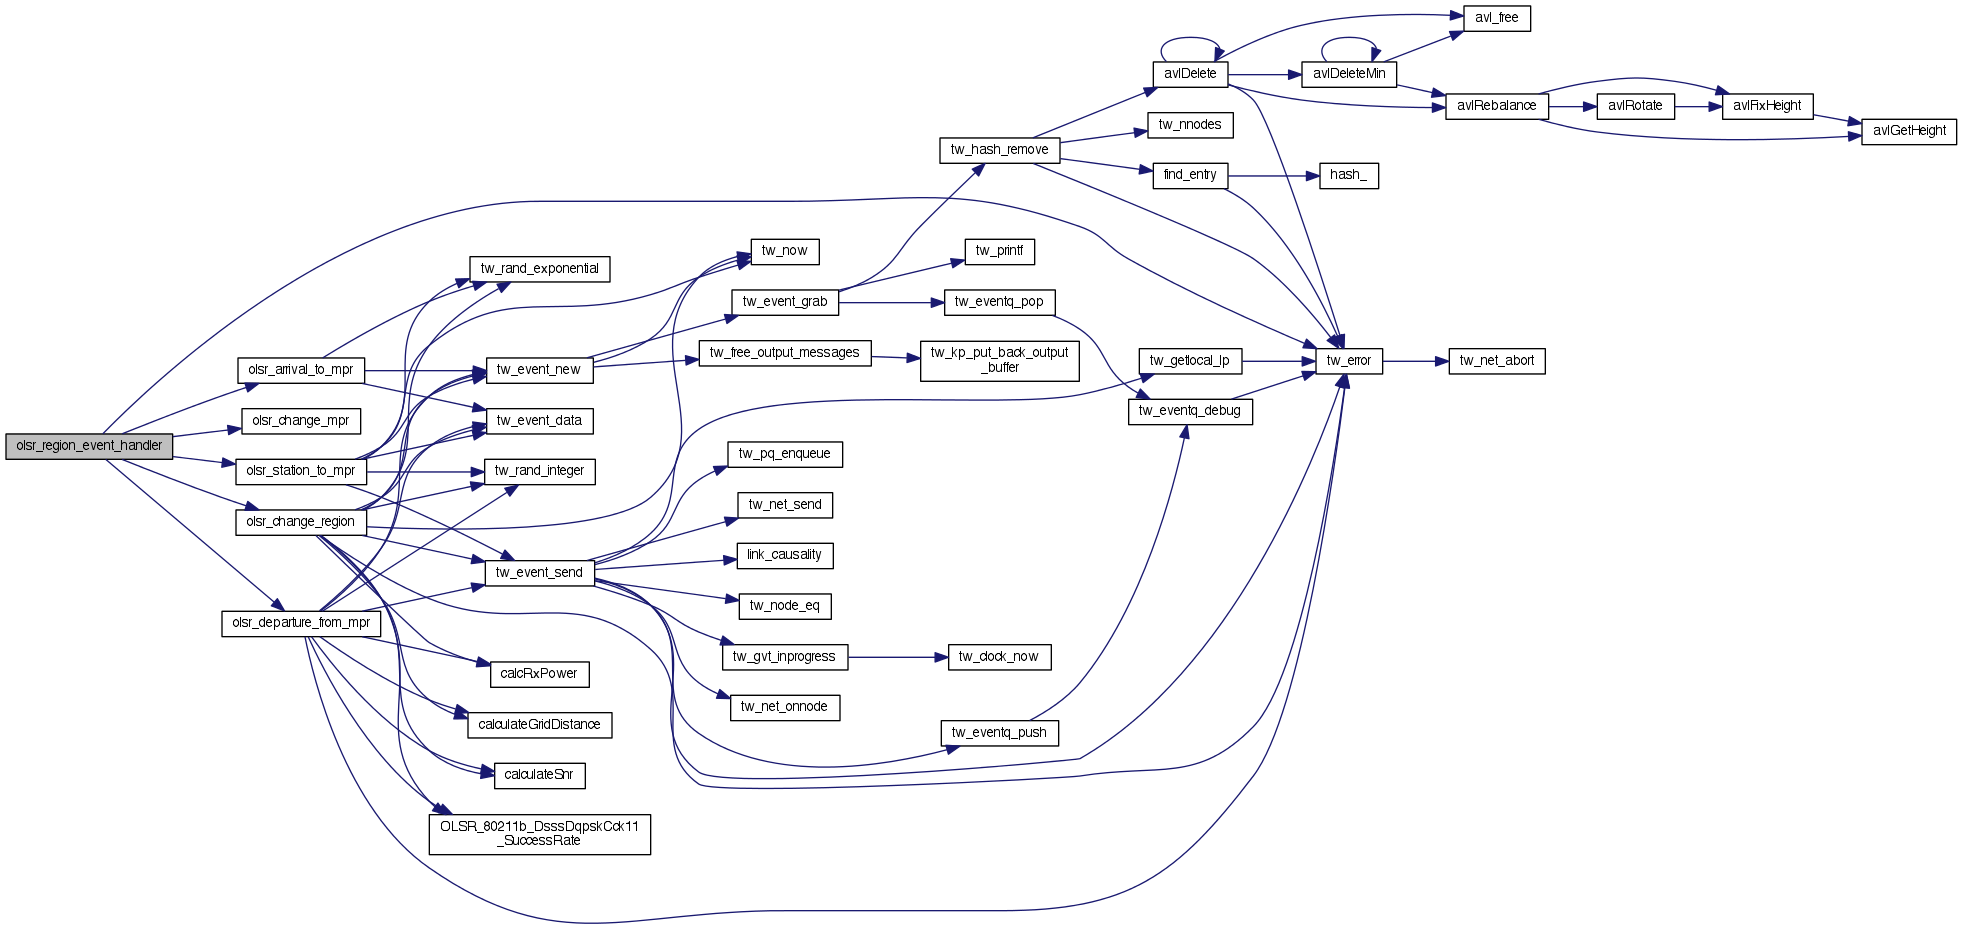 avl_free
avlDelete
avlDeleteMin
avlRebalance
avlRotate
avlFixHeight
avlGetHeight
tw_nnodes
tw_hash_remove
find_entry
hash_
tw_now
tw_printf
tw_rand_exponential
tw_event_grab
tw_eventq_pop
olsr_arrival_to_mpr
tw_event_new
tw_free_output_messages
tw_kp_put_back_output
_buffer
tw_getlocal_lp
tw_error
tw_net_abort
olsr_change_mpr
tw_event_data
tw_eventq_debug
olsr_region_event_handler
olsr_station_to_mpr
tw_rand_integer
tw_pq_enqueue
olsr_change_region
tw_net_send
link_causality
tw_event_send
tw_node_eq
olsr_departure_from_mpr
tw_gvt_inprogress
tw_clock_now
calcRxPower
tw_net_onnode
calculateGridDistance
tw_eventq_push
calculateSnr
OLSR_80211b_DsssDqpskCck11
_SuccessRate